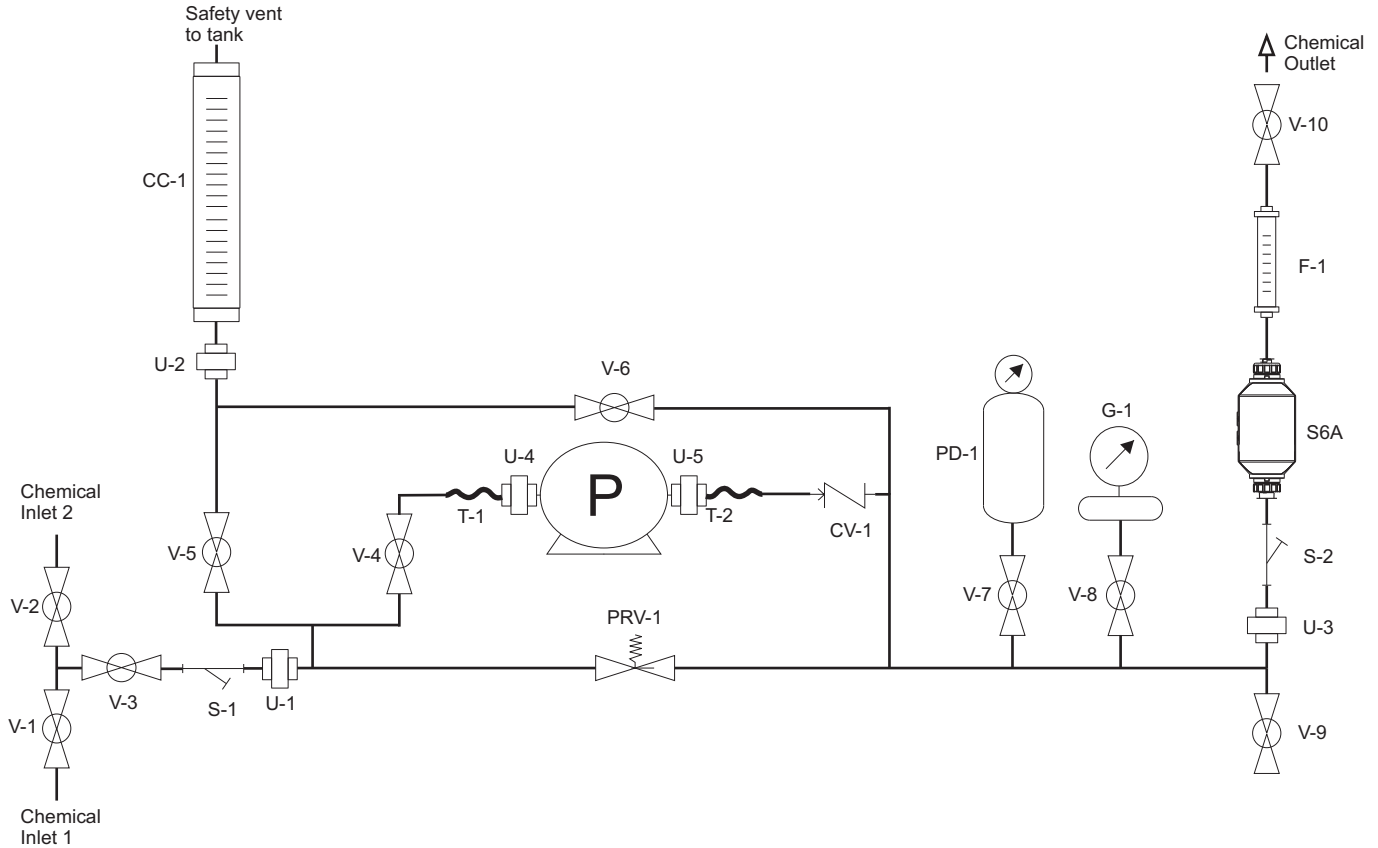 Safety vent
to tank
Chemical
Outlet
V-10
CC-1
F-1
U-2
V-6
G-1
S6A
PD-1
U-4
U-5
P
Chemical
Inlet 2
T-1
T-2
CV-1
V-5
V-4
S-2
V-7
V-8
V-2
PRV-1
U-3
V-3
S-1
U-1
V-1
V-9
Chemical
Inlet 1